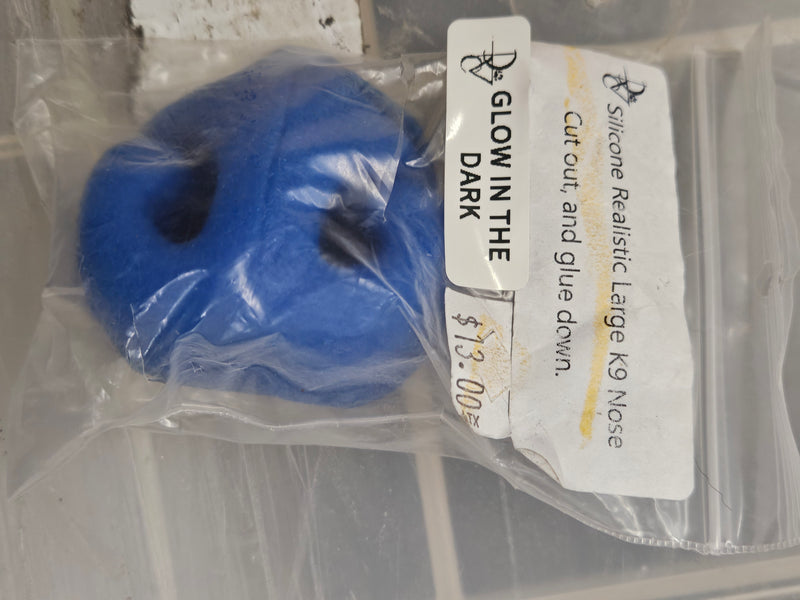 GLOW IN THE
DARK
Silicone Realistic Large K9 Nose
Cut out, and glue down.
$13.00